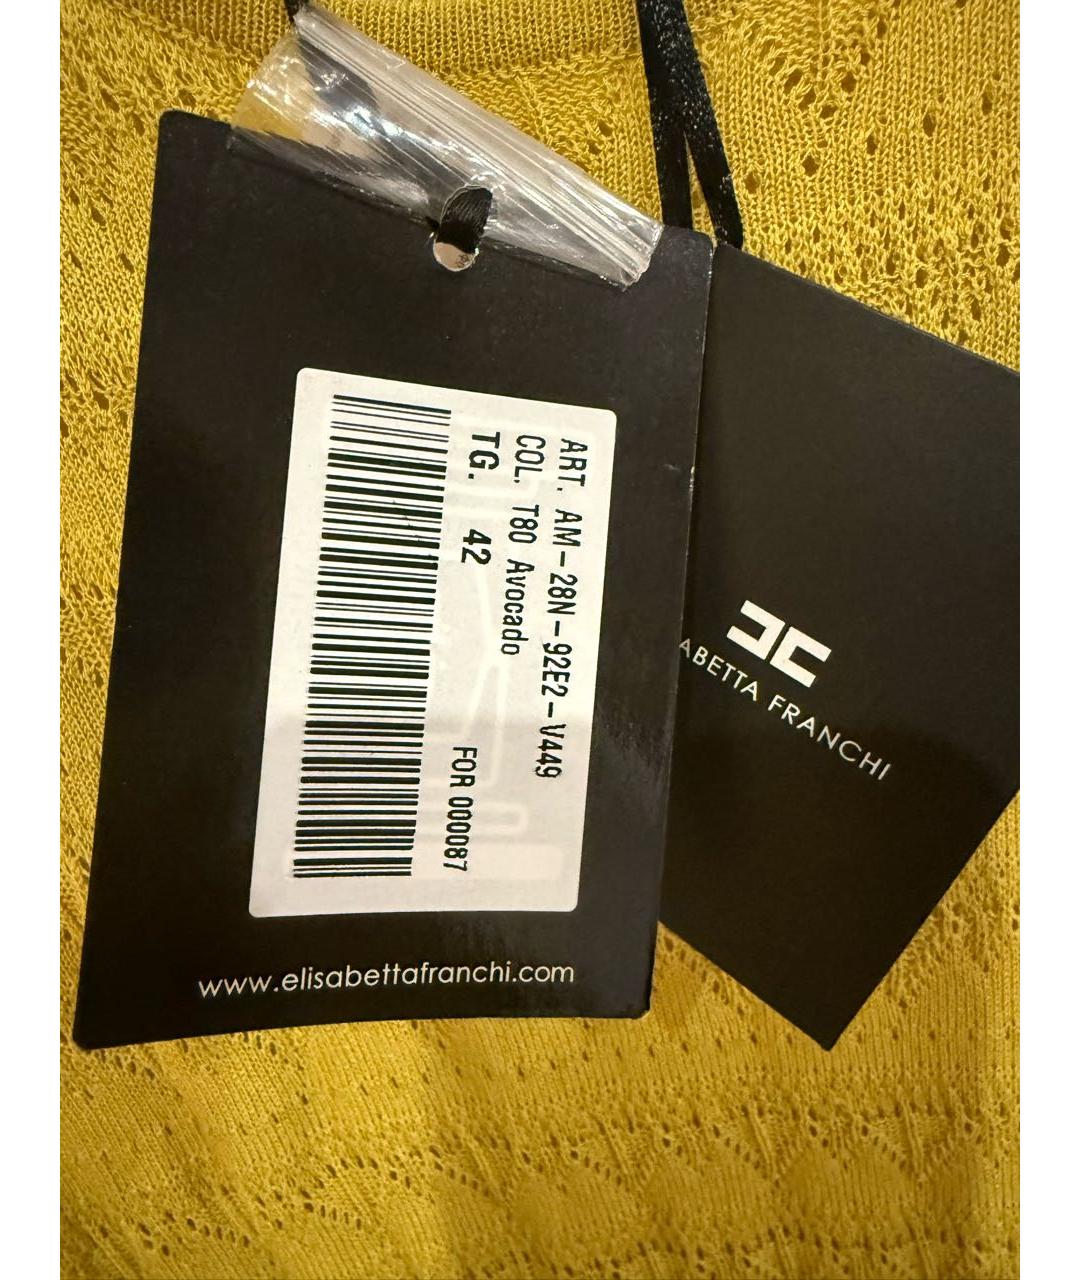 ART. AM-28N-92E2-V449
COL. T80 Avocado
TG. 42
FOR 000087
www.elisabettafranchi.com
ABETTA FRANCHI